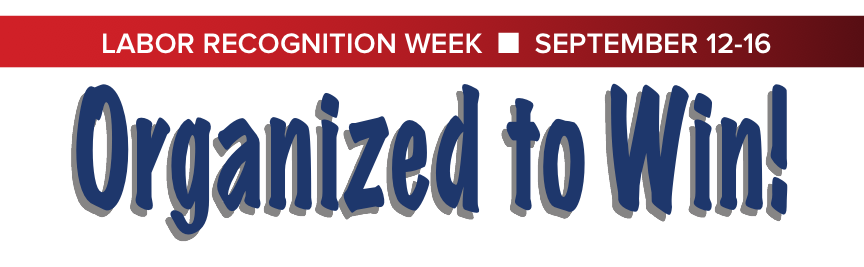 LABOR RECOGNITION WEEK ■ SEPTEMBER 12-16
Organized to Win!